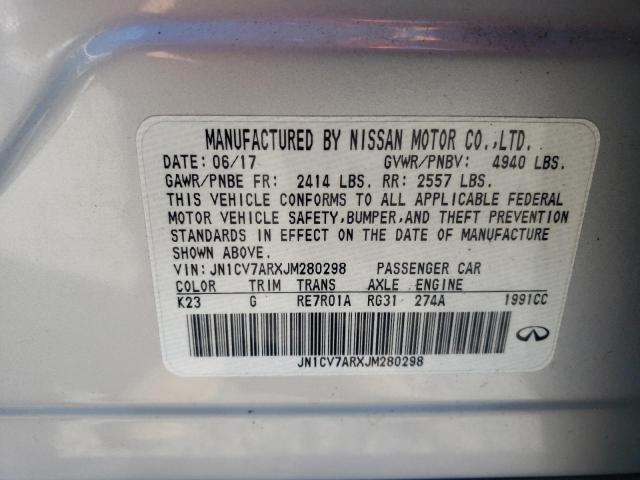 MANUFACTURED BY NISSAN MOTOR CO.,LTD.
DATE: 06/17 GVWR/PNBV: 4940 LBS.
GAWR/PNBE FR: 2414 LBS. RR: 2557 LBS.
THIS VEHICLE CONFORMS TO ALL APPLICABLE FEDERAL
MOTOR VEHICLE SAFETY,BUMPER,AND THEFT PREVENTION
STANDARDS IN EFFECT ON THE DATE OF MANUFACTURE
SHOWN ABOVE.
VIN: JN1CV7ARXJM280298 PASSENGER CAR
COLOR TRIM TRANS AXLE ENGINE
K23 G RE7R01A RG31 274A 1991CC
JN1CV7ARXJM280298